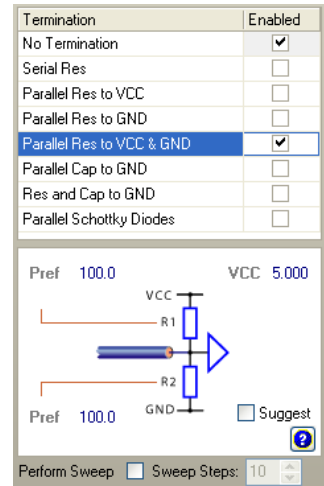 Termination Enabled
No Termination
Serial Res
Parallel Res to VCC
Parallel Res to GND
Parallel Res to VCC & GND
Parallel Cap to GND
Res and Cap to GND
Parallel Schottky Diodes
Pref 100.0 VCC 5.000
VCC
R1
R2
Pref 100.0 GND Suggest
?
Perform Sweep Sweep Steps: 10